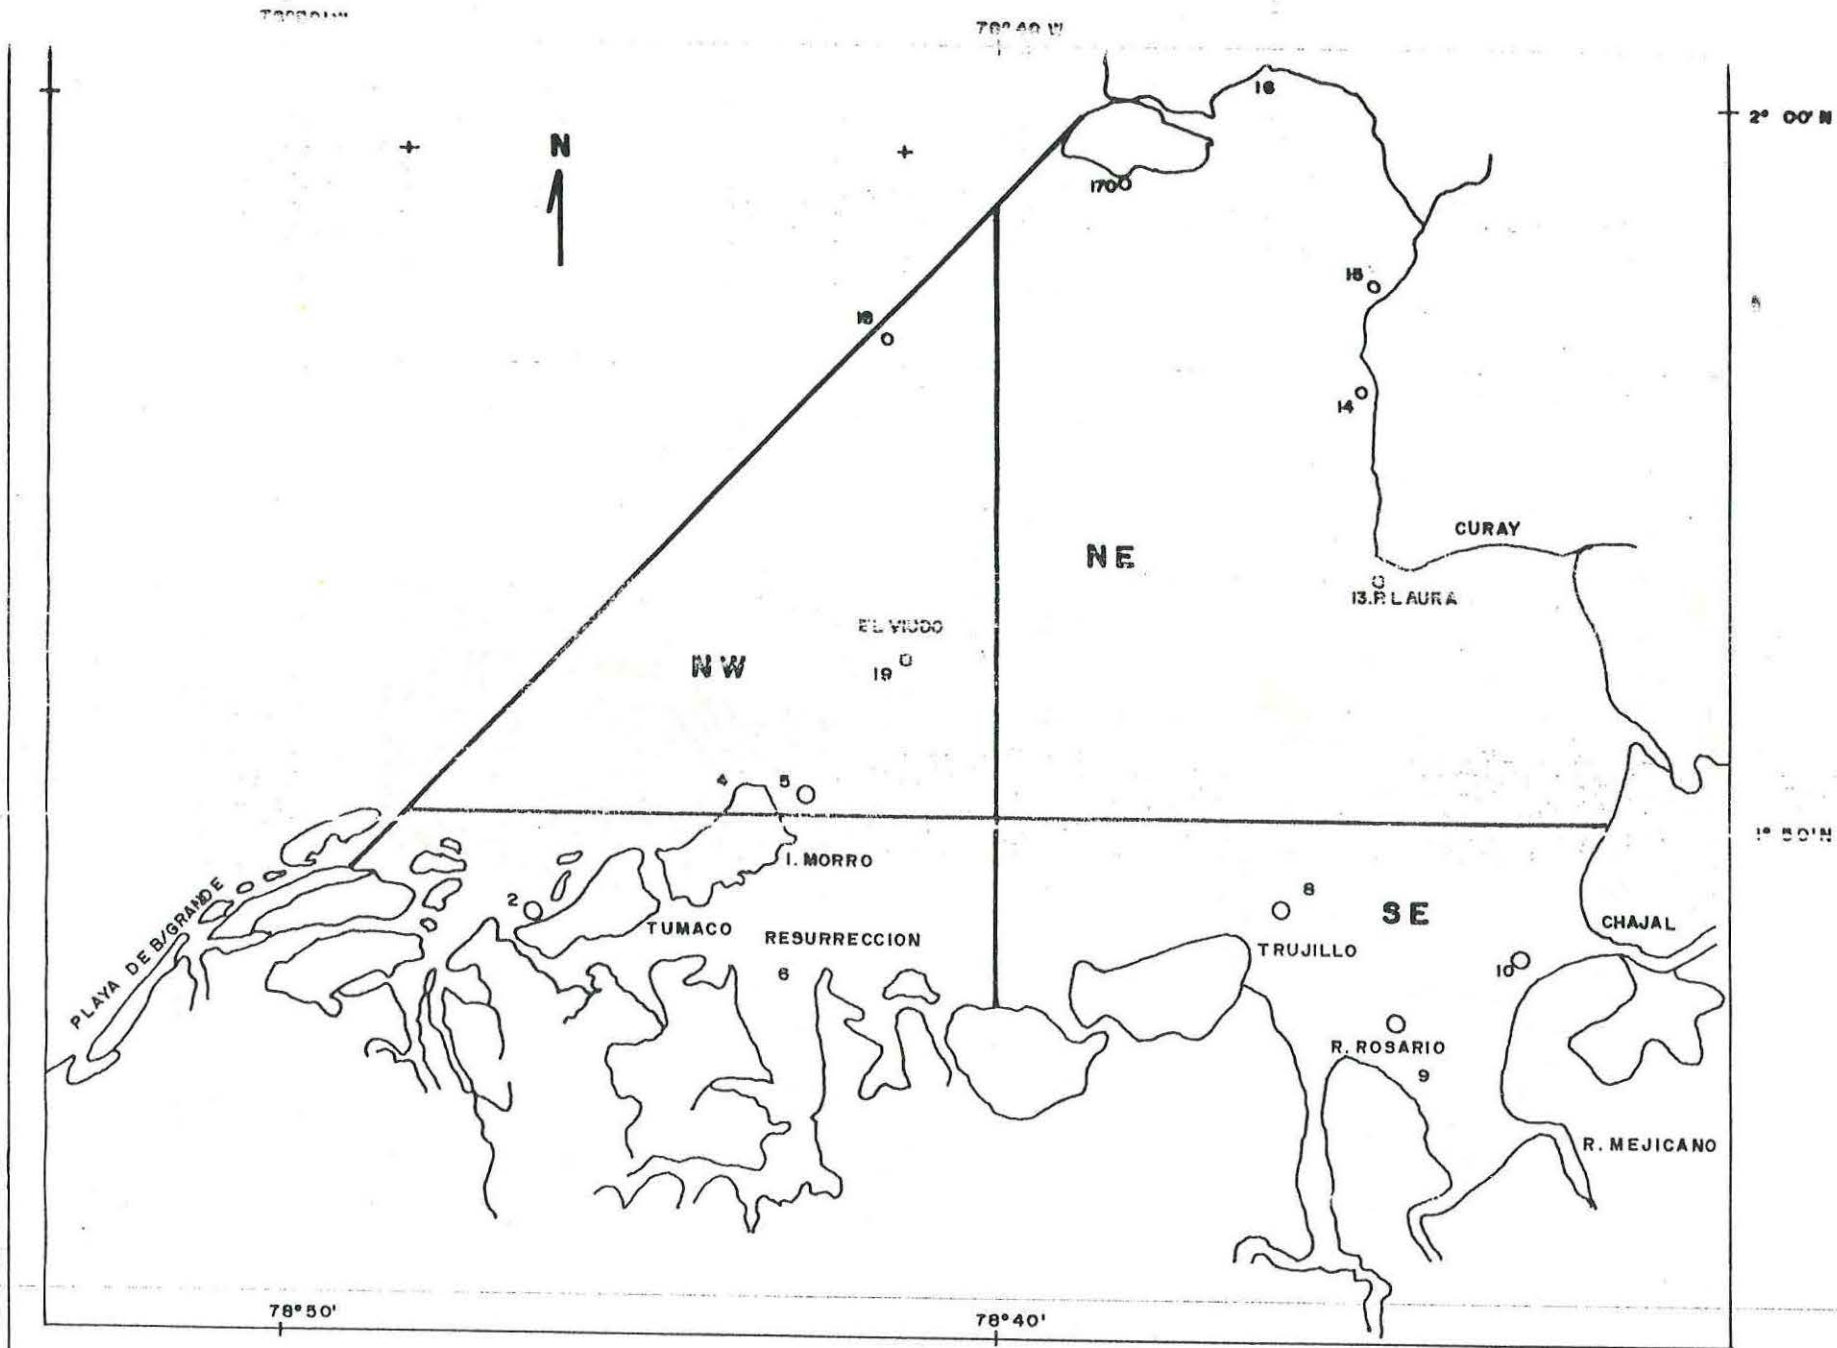 78°40 W
16
2° 00' N
N
170
15
18
14
CURAY
NE
13.P. LAURA
EL VIUDO
NW
19
4
5
1° 50' N
I. MORRO
8
SE
2
PLAYA DE B/GRANDE
TUMACO
CHAJAL
RESURRECCION
TRUJILLO
6
10
R. ROSARIO
9
R. MEJICANO
78°50'
78°40'